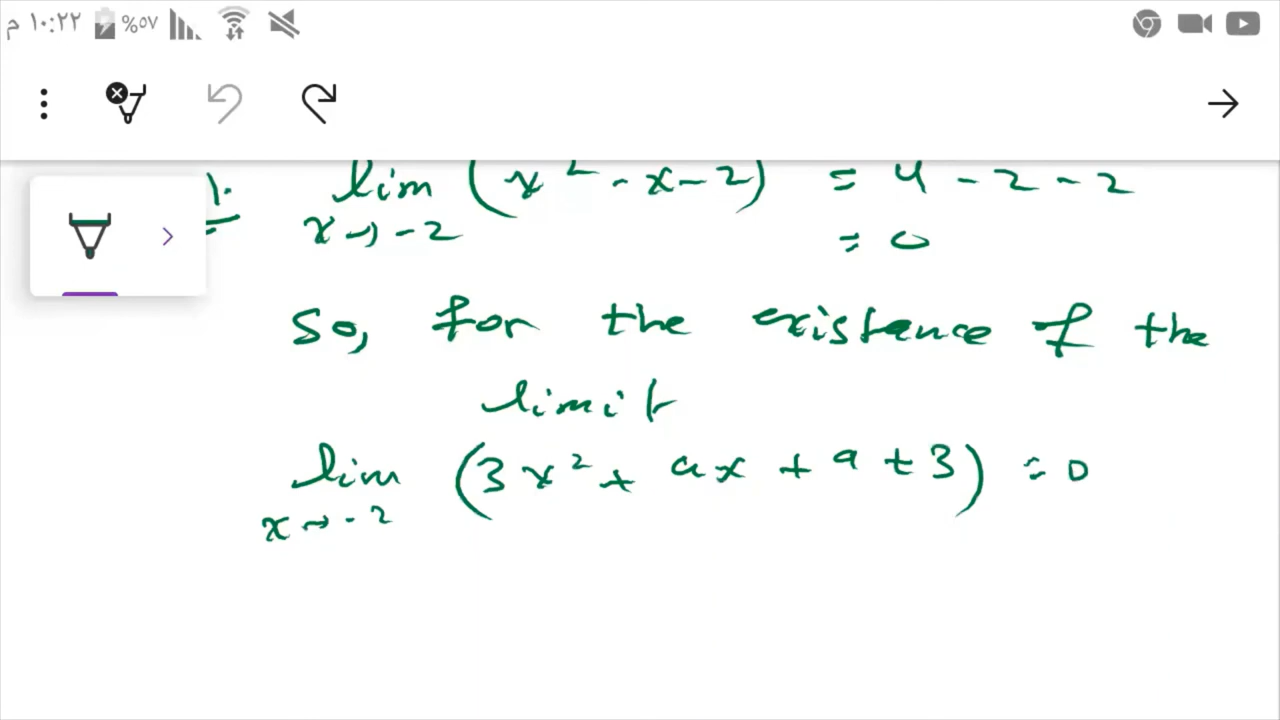 ١٠:٢٢ م %٥٧
1. lim (x² - x - 2) = 4 - 2 - 2
x → -2 = 0
So, for the existance of the
limit
lim (3x² + ax + a + 3) = 0
x → -2